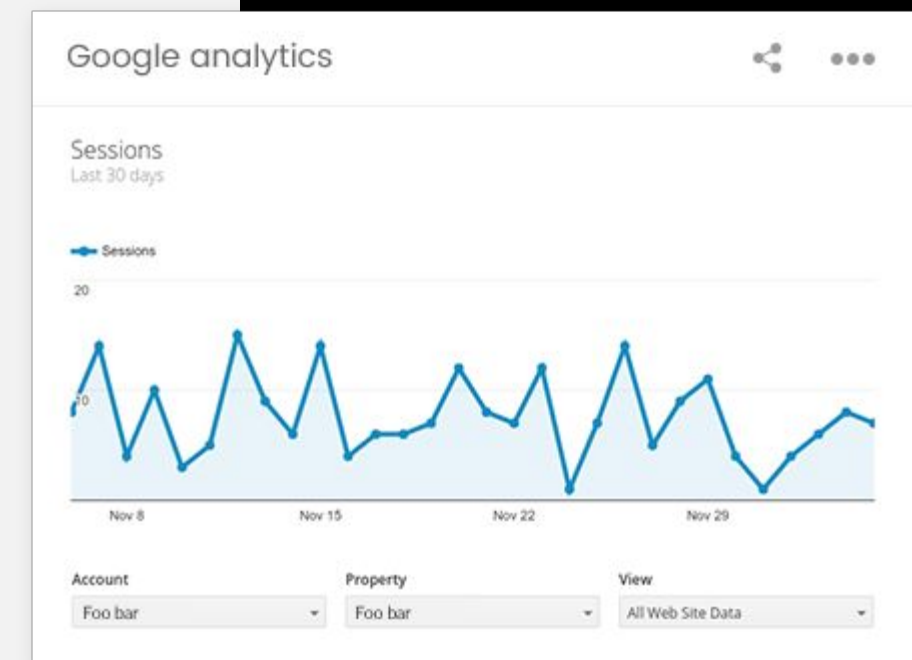 Google analytics
Sessions
Last 30 days
Sessions
20
10
Nov 8 Nov 15 Nov 22 Nov 29
Account Property View
Foo bar Foo bar All Web Site Data